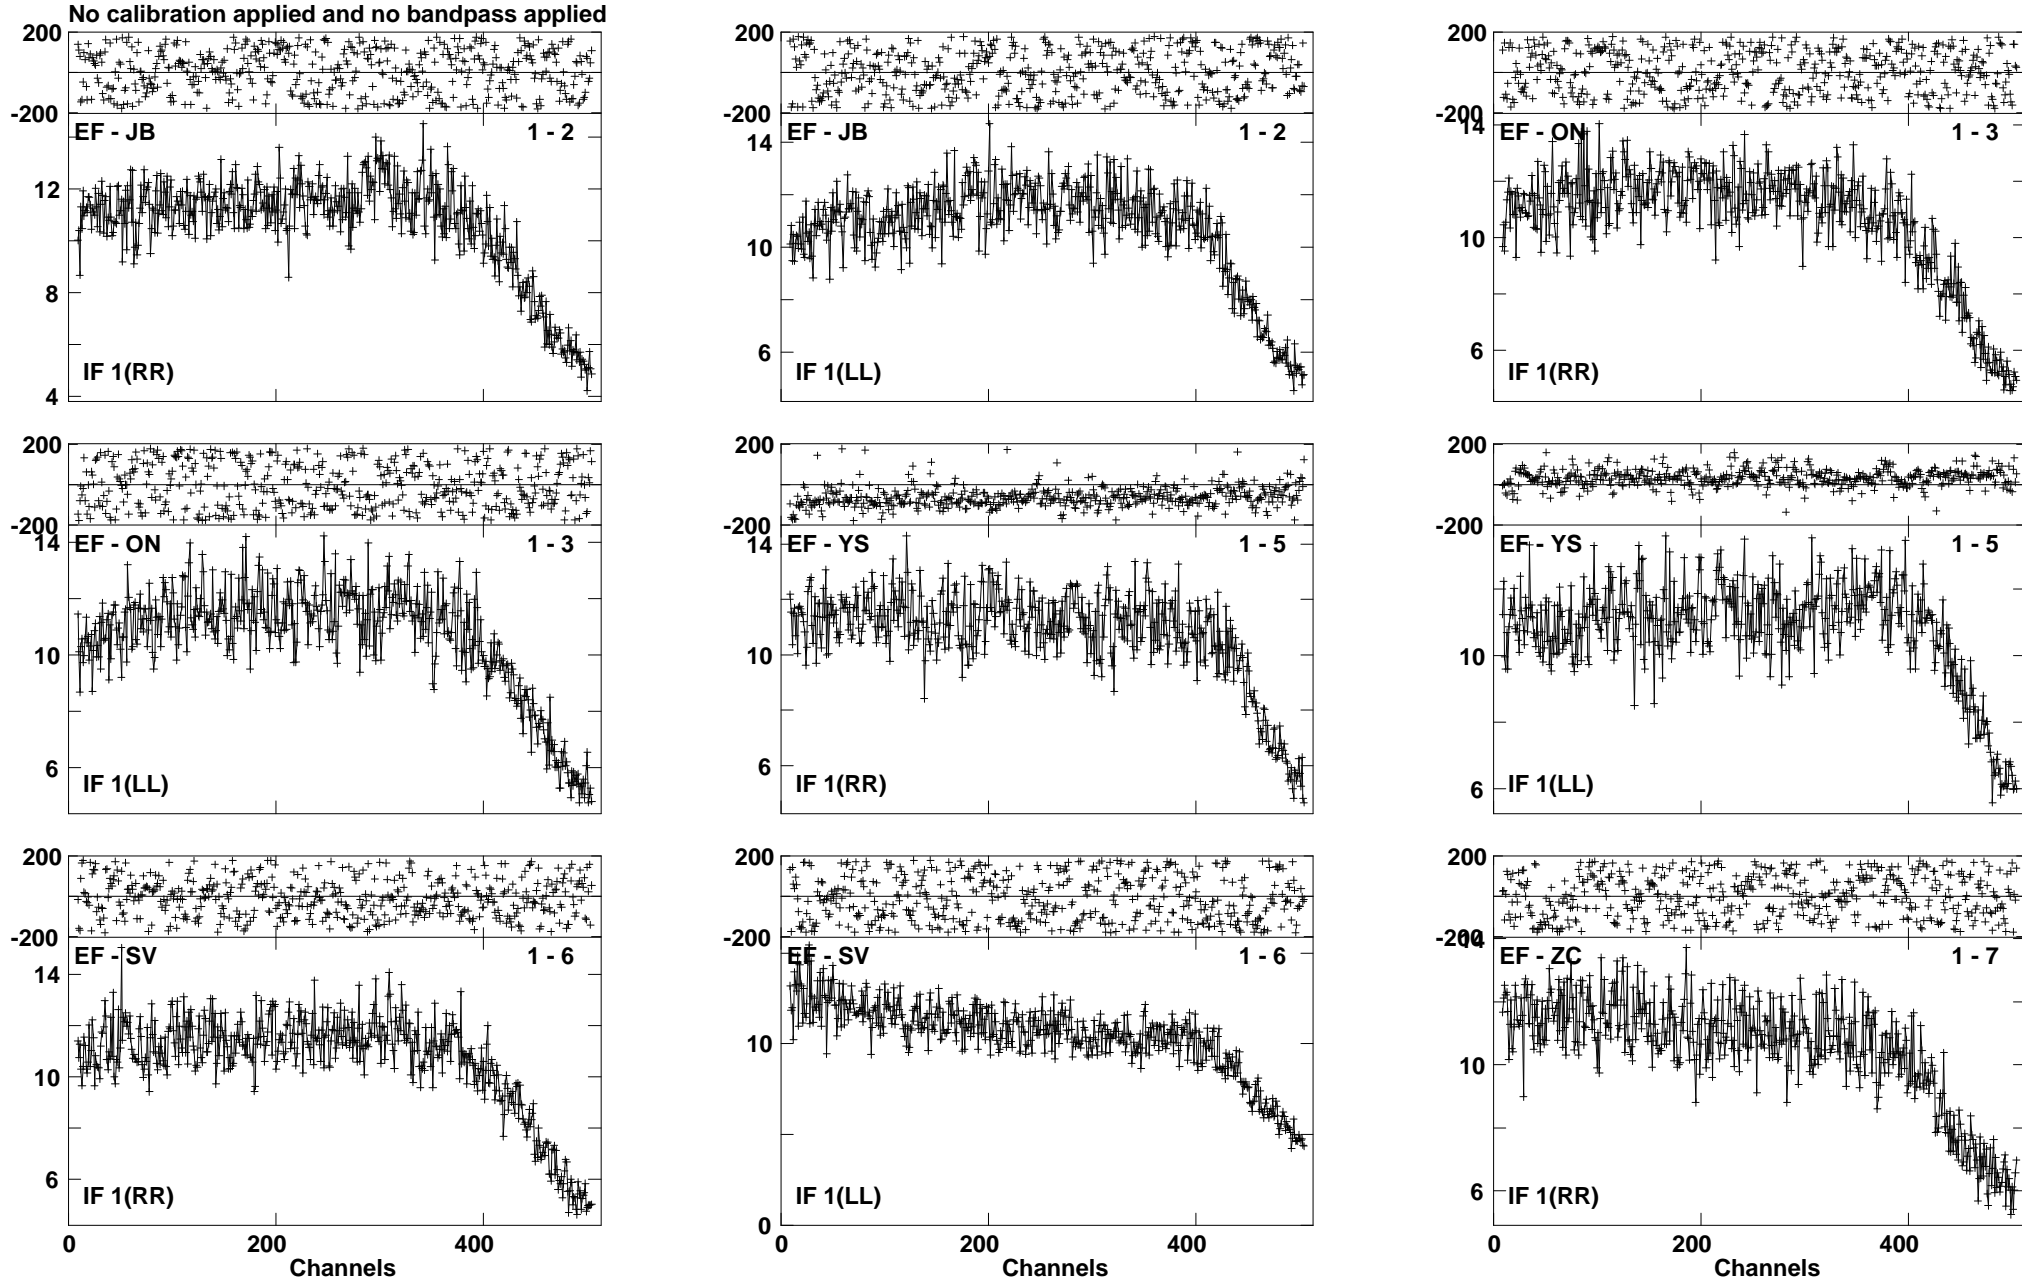 No calibration applied and no bandpass applied
200
-200
EF - JB
1 - 2
12
8
4
IF 1(RR)
200
-200
EF - JB
1 - 2
14
10
6
IF 1(LL)
200
-200
EF - ON
1 - 3
14
10
6
IF 1(RR)
200
-200
EF - ON
1 - 3
14
10
6
IF 1(LL)
200
-200
EF - YS
1 - 5
14
10
6
IF 1(RR)
200
-200
EF - YS
1 - 5
10
6
IF 1(LL)
200
-200
EF - SV
1 - 6
14
10
6
IF 1(RR)
0
200
400
Channels
200
-200
EF - SV
1 - 6
10
0
IF 1(LL)
0
200
400
Channels
200
-200
EF - ZC
1 - 7
14
10
6
IF 1(RR)
0
200
400
Channels